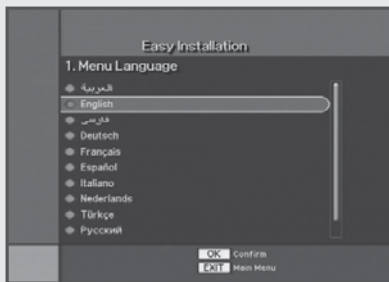 Easy Installation
1. Menu Language
العربية
English
فارسی
Deutsch
Français
Español
Italiano
Nederlands
Türkçe
Русский
OK Confirm
EXIT Main Menu